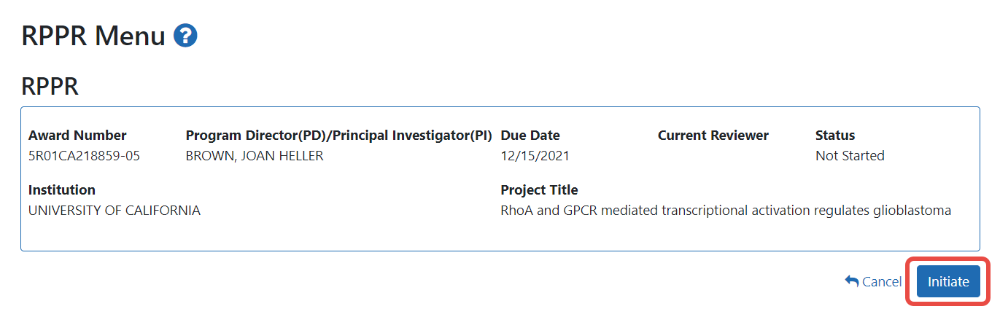 RPPR Menu ?
RPPR
Award Number Program Director(PD)/Principal Investigator(PI) Due Date Current Reviewer Status
5R01CA218859-05 BROWN, JOAN HELLER 12/15/2021 Not Started
Institution Project Title
UNIVERSITY OF CALIFORNIA RhoA and GPCR mediated transcriptional activation regulates glioblastoma
Cancel Initiate